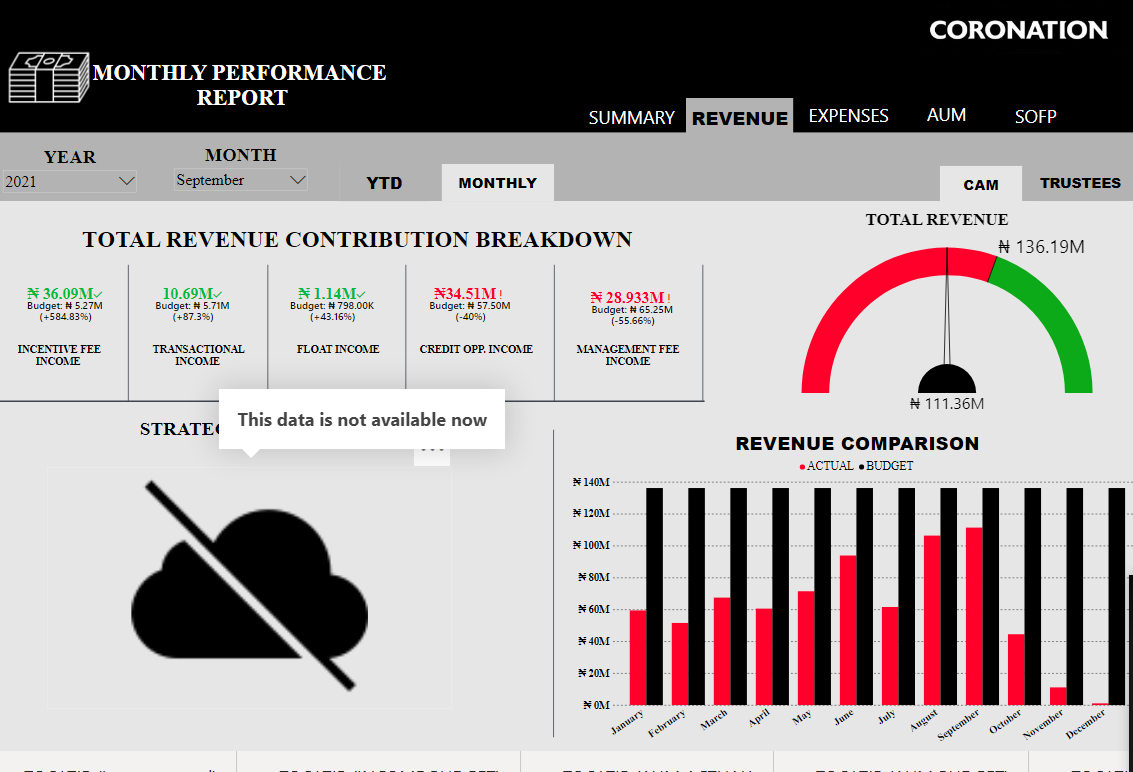 CORONATION
MONTHLY PERFORMANCE
REPORT
SUMMARY
REVENUE
EXPENSES
AUM
SOFP
YEAR
2021
MONTH
September
YTD
MONTHLY
CAM
TRUSTEES
TOTAL REVENUE CONTRIBUTION BREAKDOWN
₦ 36.09M✓
Budget: ₦ 5.27M
(+584.83%)
INCENTIVE FEE
INCOME
10.69M✓
Budget: ₦ 5.71M
(+87.3%)
TRANSACTIONAL
INCOME
₦ 1.14M✓
Budget: ₦ 798.00K
(+43.16%)
FLOAT INCOME
₦34.51M !
Budget: ₦ 57.50M
(-40%)
CREDIT OPP. INCOME
₦ 28.933M !
Budget: ₦ 65.25M
(-55.66%)
MANAGEMENT FEE
INCOME
TOTAL REVENUE
₦ 136.19M
₦ 111.36M
This data is not available now
REVENUE COMPARISON
ACTUAL BUDGET
₦ 140M
₦ 120M
₦ 100M
₦ 80M
₦ 60M
₦ 40M
₦ 20M
₦ 0M
January
February
March
April
May
June
July
August
September
October
November
December